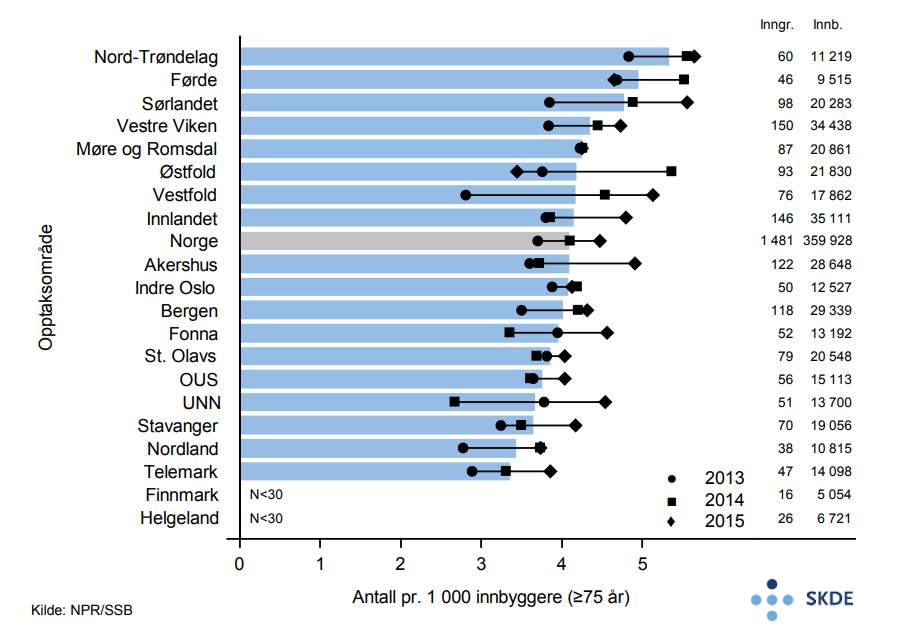 Inngr. Innb.
Nord-Trøndelag 60 11 219
Førde 46 9 515
Sørlandet 98 20 283
Vestre Viken 150 34 438
Møre og Romsdal 87 20 861
Østfold 93 21 830
Vestfold 76 17 862
Innlandet 146 35 111
Norge 1 481 359 928
Akershus 122 28 648
Indre Oslo 50 12 527
Bergen 118 29 339
Fonna 52 13 192
St. Olavs 79 20 548
OUS 56 15 113
UNN 51 13 700
Stavanger 70 19 056
Nordland 38 10 815
Telemark 47 14 098
Finnmark N<30 16 5 054
Helgeland N<30 26 6 721
Opptaksområde
2013
2014
2015
0 1 2 3 4 5
Antall pr. 1 000 innbyggere (≥75 år)
Kilde: NPR/SSB
SKDE